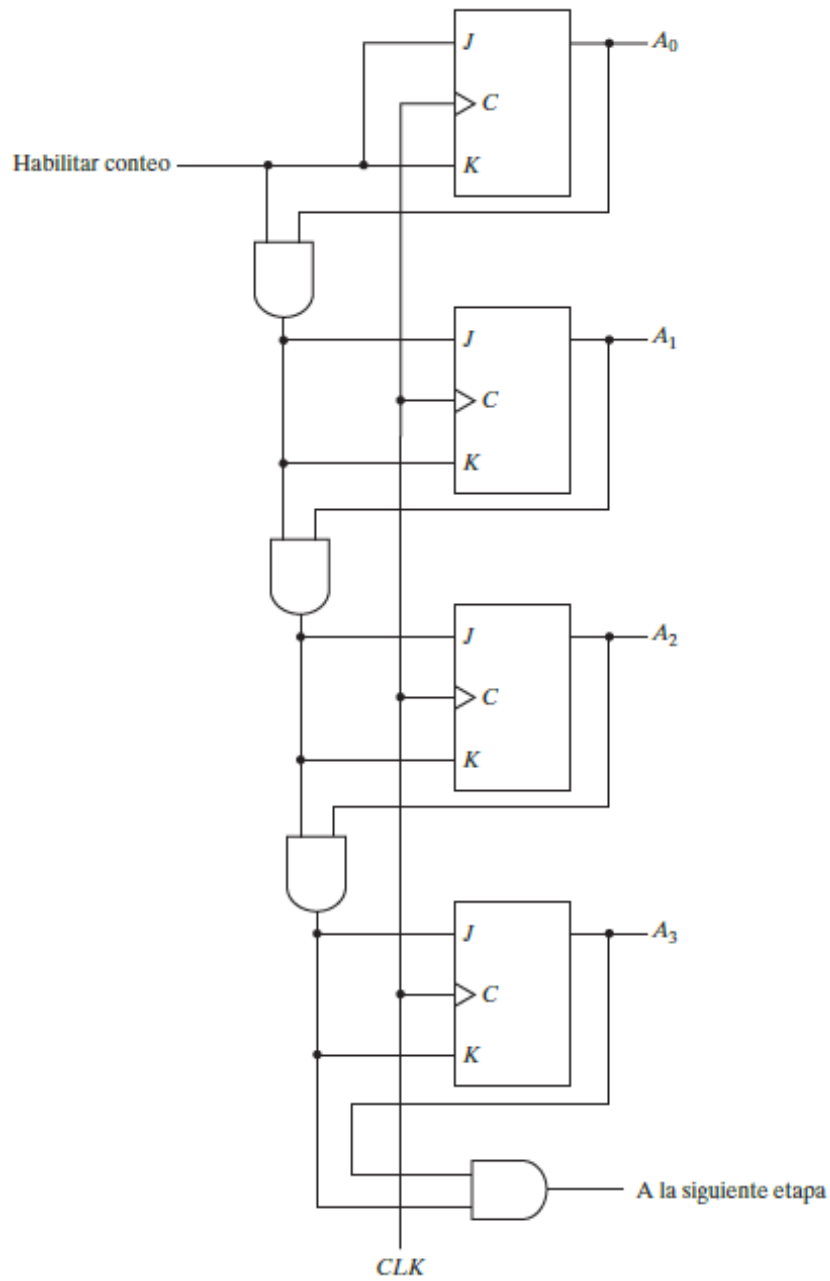 J
A₀
C
Habilitar conteo
K
J
A₁
C
K
J
A₂
C
K
J
A₃
C
K
A la siguiente etapa
CLK